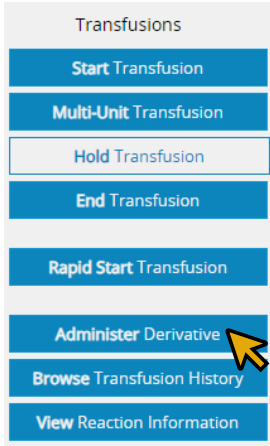 Transfusions
Start Transfusion
Multi-Unit Transfusion
Hold Transfusion
End Transfusion
Rapid Start Transfusion
Administer Derivative
Browse Transfusion History
View Reaction Information